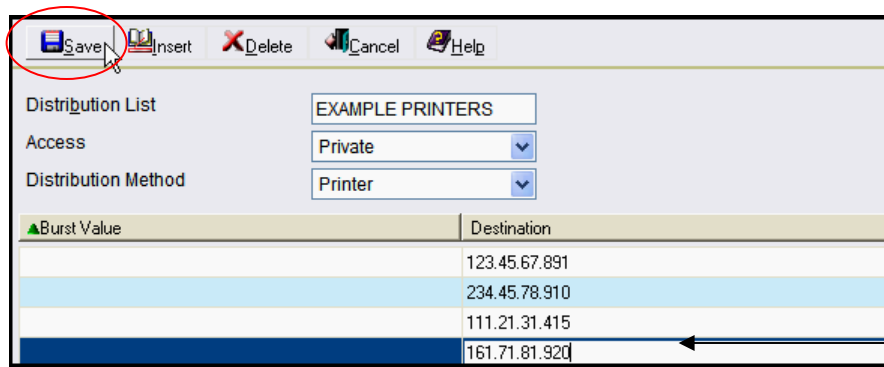 Save Insert Delete Cancel Help
Distribution List EXAMPLE PRINTERS
Access Private
Distribution Method Printer
Burst Value Destination
123.45.67.891
234.45.78.910
111.21.31.415
161.71.81.920